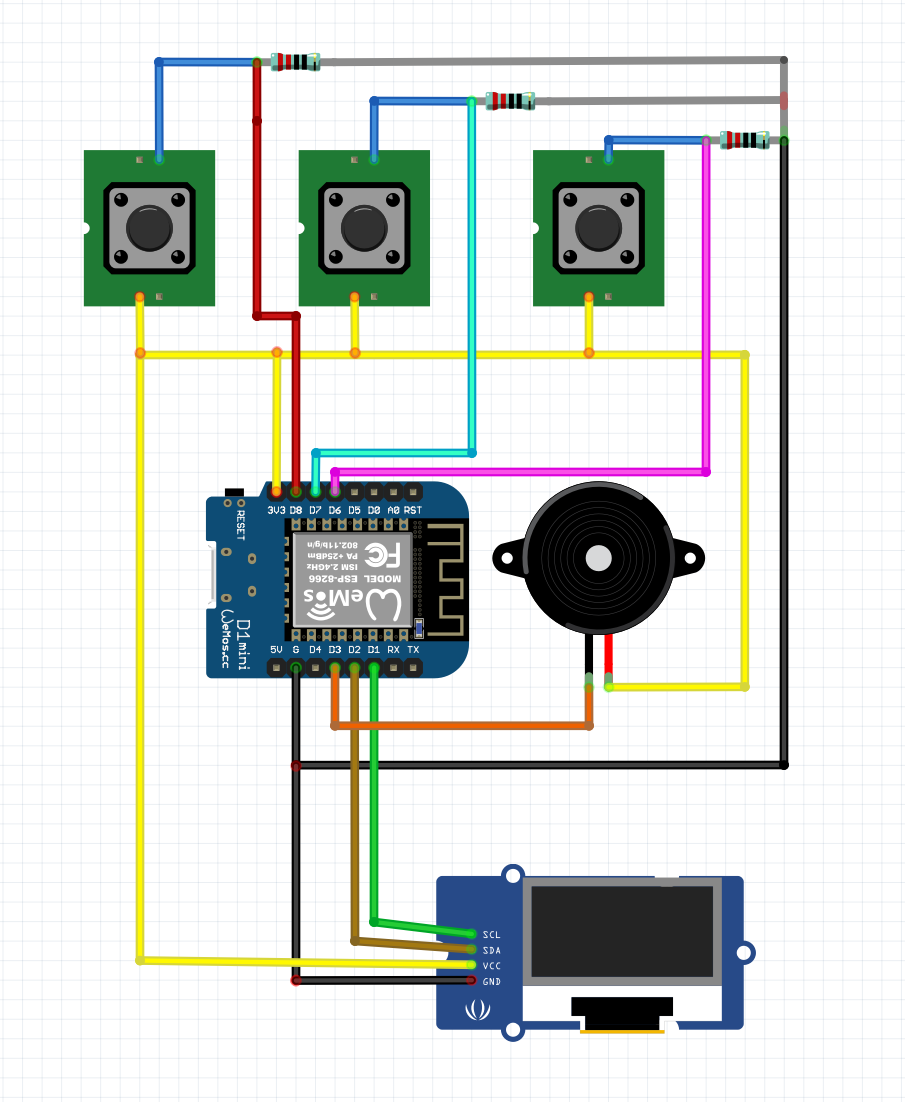 3V3 D8 D7 D6 D5 D0 A0 RST
RESET
802.11b/g/n
PA +25dBm
ISM 2.4GHz
MODEL ESP-8266
FC
WeMos
D1 mini
WeMos.cc
5V G D4 D3 D2 D1 RX TX
SCL
SDA
VCC
GND